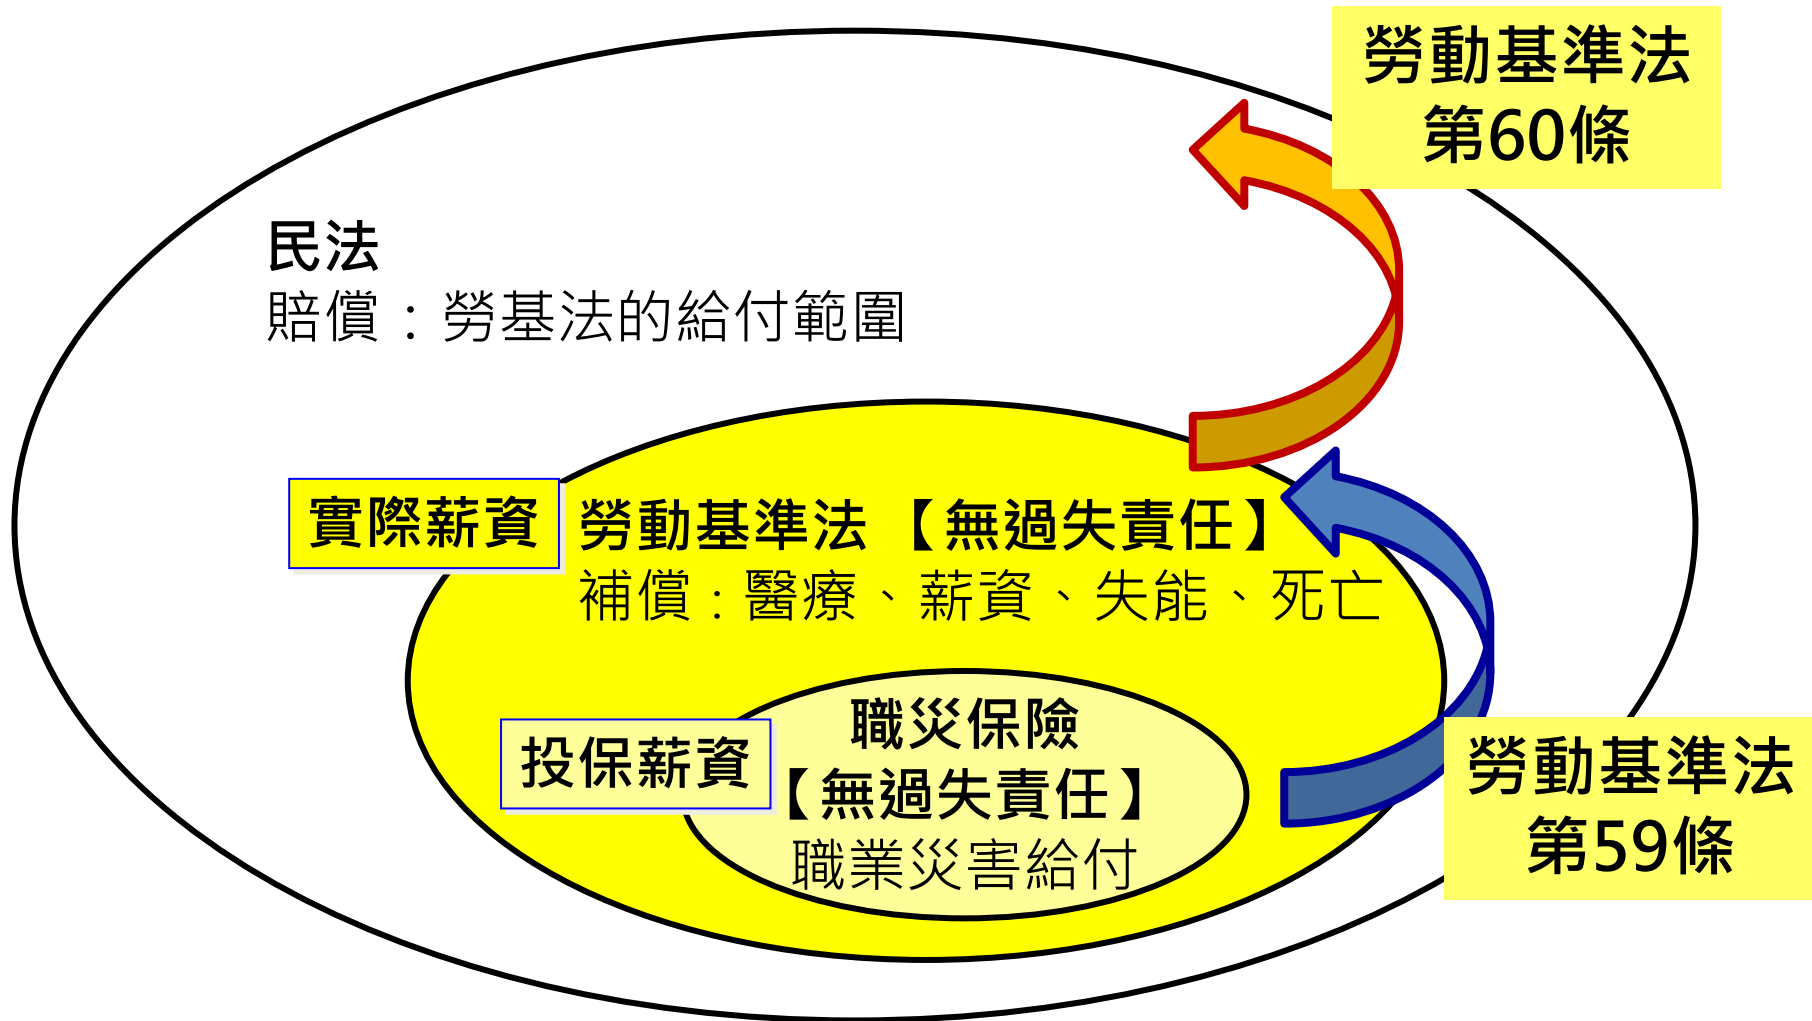 勞動基準法
第60條
民法
賠償：勞基法的給付範圍
實際薪資
勞動基準法【無過失責任】
補償：醫療、薪資、失能、死亡
投保薪資
職災保險
【無過失責任】
職業災害給付
勞動基準法
第59條